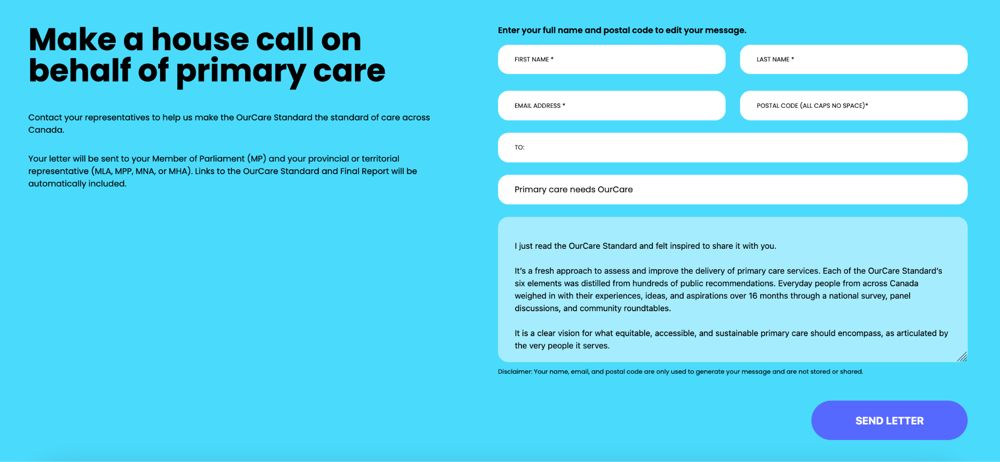 Make a house call on
behalf of primary care
Contact your representatives to help us make the OurCare Standard the standard of care across
Canada.
Your letter will be sent to your Member of Parliament (MP) and your provincial or territorial
representative (MLA, MPP, MNA, or MHA). Links to the OurCare Standard and Final Report will be
automatically included.
Enter your full name and postal code to edit your message.
FIRST NAME *
LAST NAME *
EMAIL ADDRESS *
POSTAL CODE (ALL CAPS NO SPACE)*
TO:
Primary care needs OurCare
I just read the OurCare Standard and felt inspired to share it with you.
It’s a fresh approach to assess and improve the delivery of primary care services. Each of the OurCare Standard’s
six elements was distilled from hundreds of public recommendations. Everyday people from across Canada
weighed in with their experiences, ideas, and aspirations over 16 months through a national survey, panel
discussions, and community roundtables.
It is a clear vision for what equitable, accessible, and sustainable primary care should encompass, as articulated by
the very people it serves.
Disclaimer: Your name, email, and postal code are only used to generate your message and are not stored or shared.
SEND LETTER